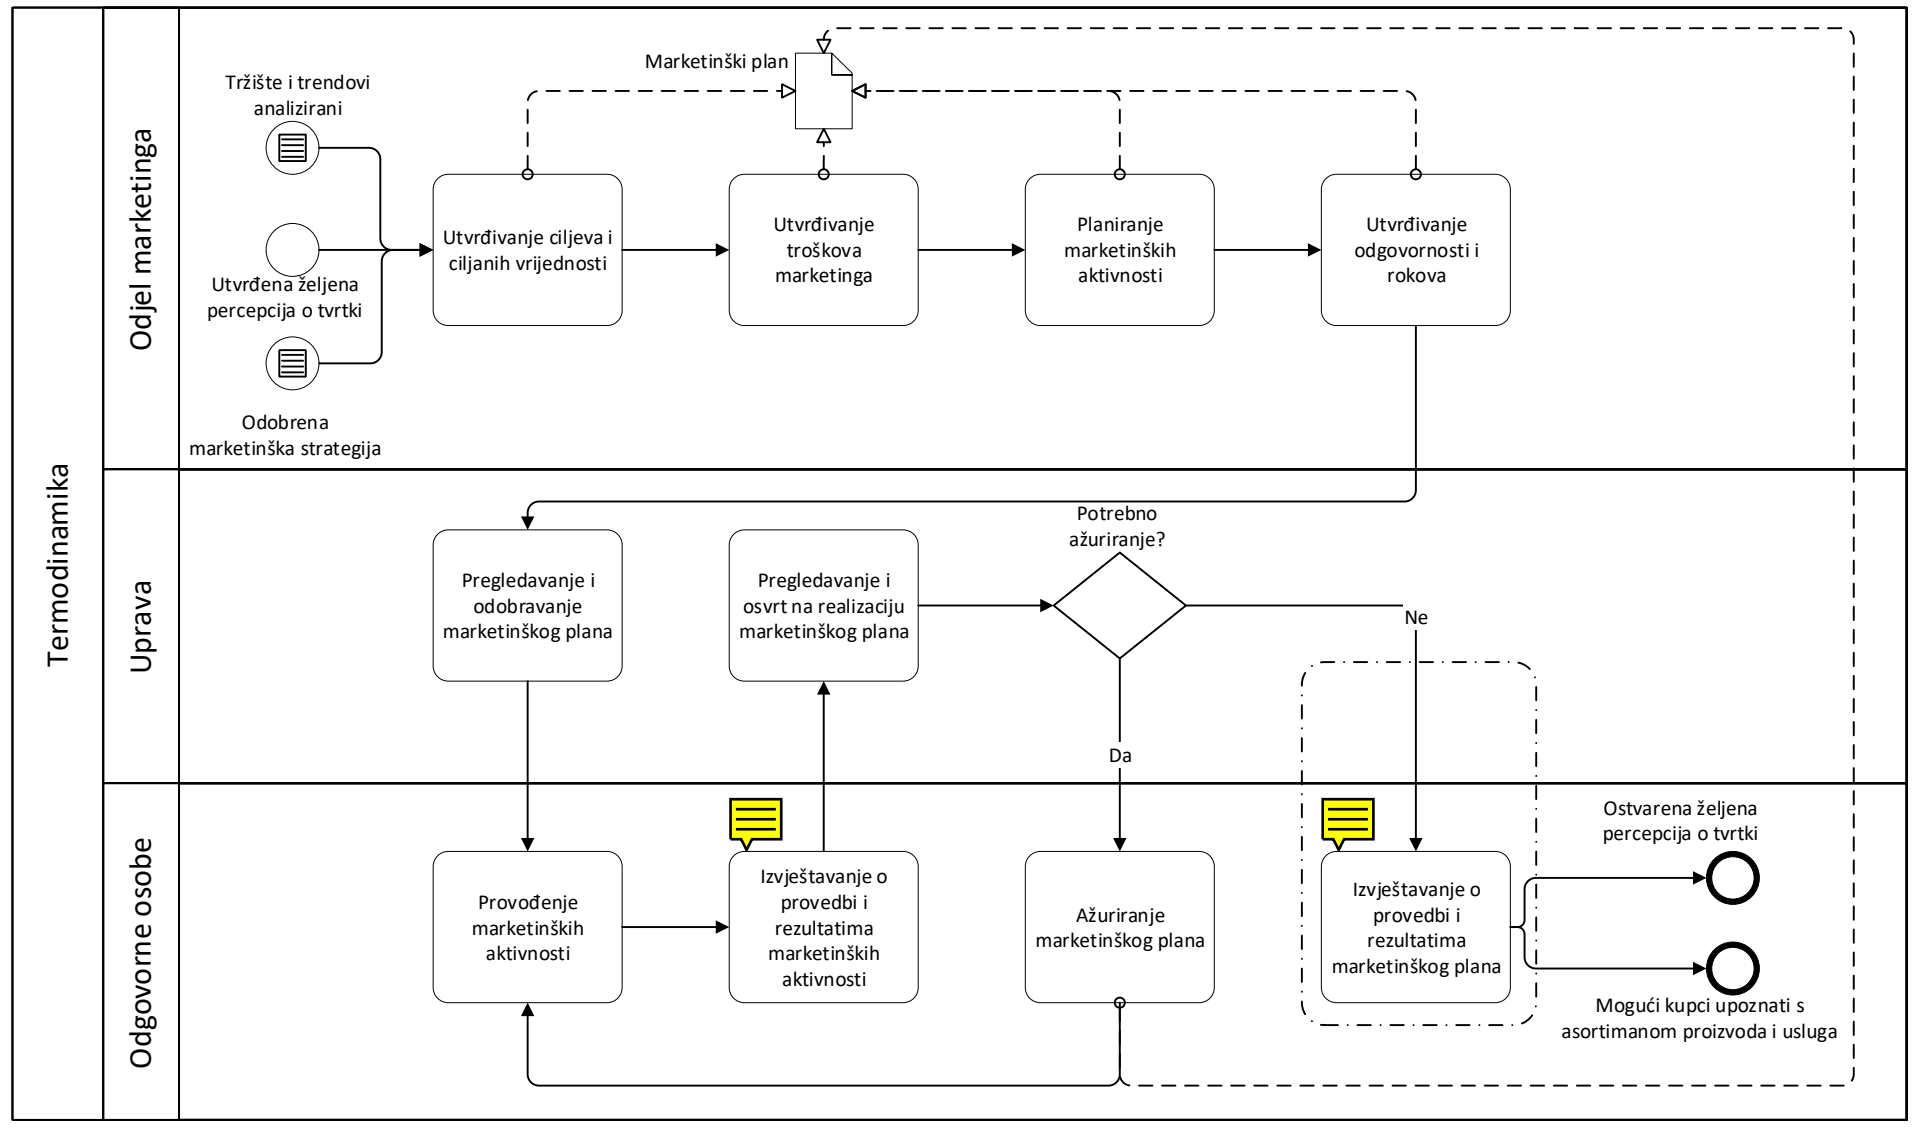 Termodinamika
Odjel marketinga
Tržište i trendovi
analizirani
Utvrđena željena
percepcija o tvrtki
Odobrena
marketinška strategija
Marketinški plan
Utvrđivanje ciljeva i
ciljanih vrijednosti
Utvrđivanje
troškova
marketinga
Planiranje
marketinških
aktivnosti
Utvrđivanje
odgovornosti i
rokova
Uprava
Pregledavanje i
odobravanje
marketinškog plana
Pregledavanje i
osvrt na realizaciju
marketinškog plana
Potrebno
ažuriranje?
Ne
Da
Odgovorne osobe
Provođenje
marketinških
aktivnosti
Izvještavanje o
provedbi i
rezultatima
marketinških
aktivnosti
Ažuriranje
marketinškog plana
Izvještavanje o
provedbi i
rezultatima
marketinškog plana
Ostvarena željena
percepcija o tvrtki
Mogući kupci upoznati s
asortimanom proizvoda i usluga